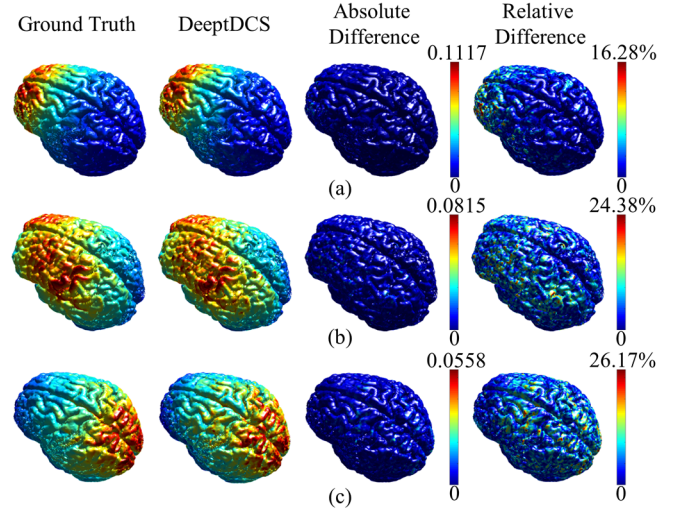 Ground Truth
DeeptDCS
Absolute
Difference
Relative
Difference
0.1117
16.28%
0
0
(a)
0.0815
24.38%
0
0
(b)
0.0558
26.17%
0
0
(c)